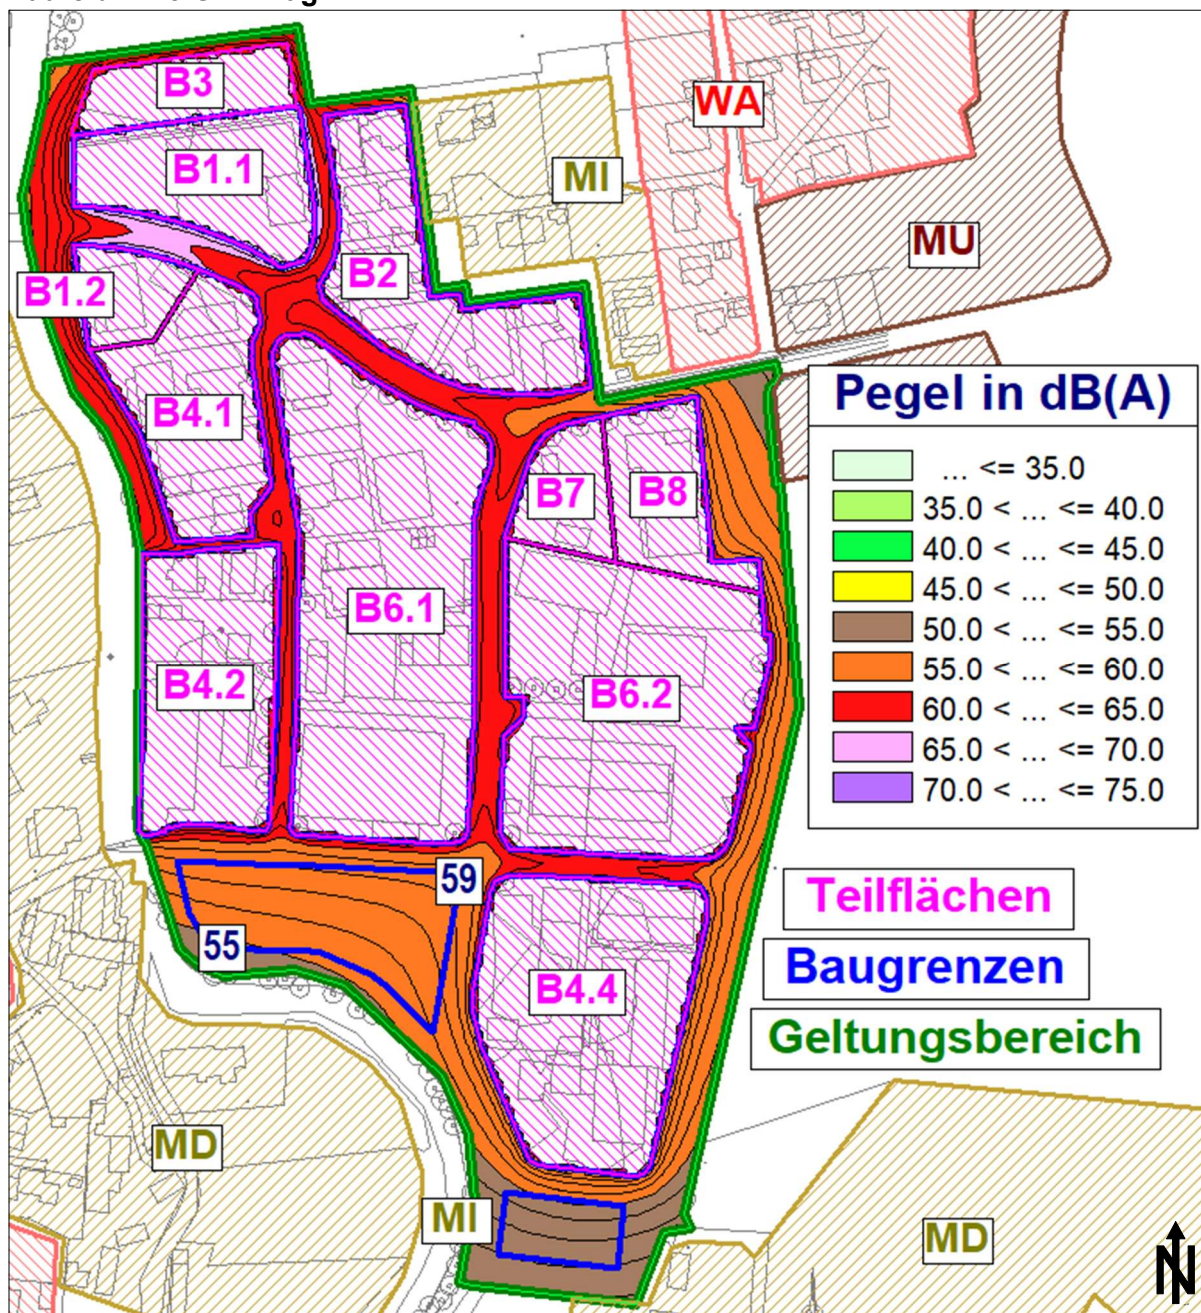 B3
WA
B1.1
MI
MU
B2
B1.2
Pegel in dB(A)
... <= 35.0
35.0 < ... <= 40.0
40.0 < ... <= 45.0
45.0 < ... <= 50.0
50.0 < ... <= 55.0
55.0 < ... <= 60.0
60.0 < ... <= 65.0
65.0 < ... <= 70.0
70.0 < ... <= 75.0
B4.1
B7
B8
B6.1
B4.2
B6.2
59
55
Teilflächen
Baugrenzen
Geltungsbereich
B4.4
MD
MI
MD
N